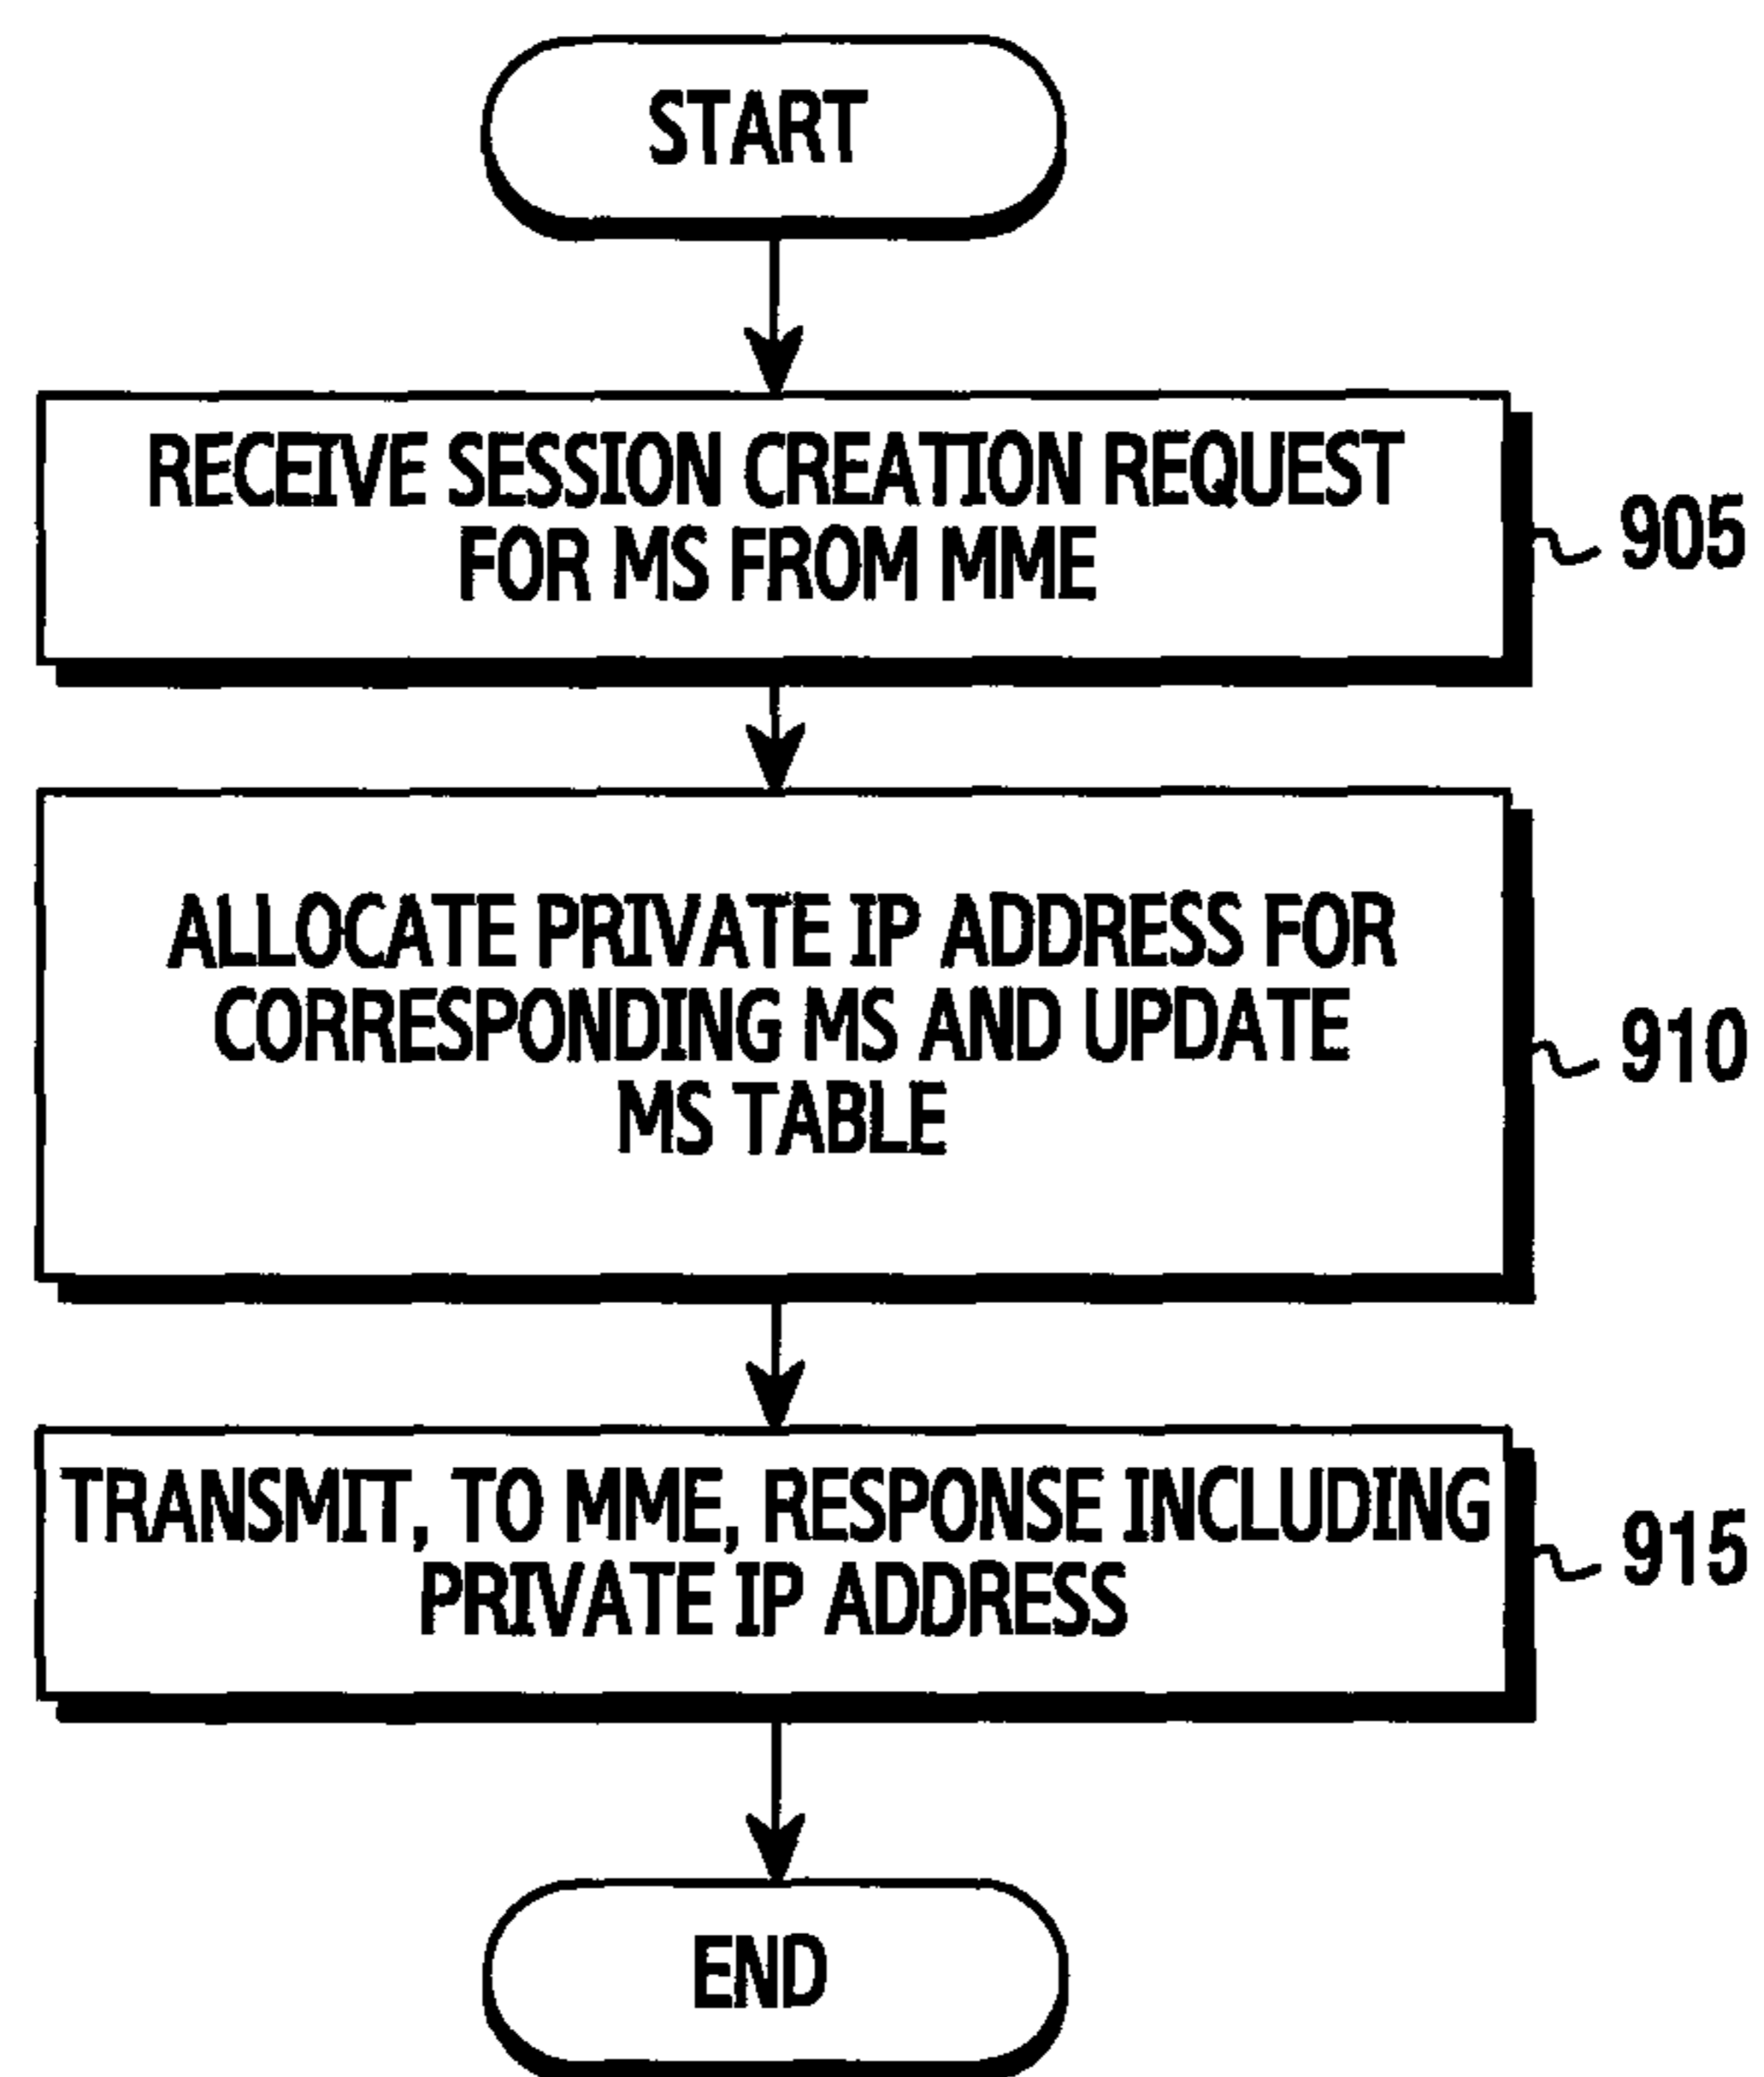 START
RECEIVE SESSION CREATION REQUEST
FOR MS FROM MME
905
ALLOCATE PRIVATE IP ADDRESS FOR
CORRESPONDING MS AND UPDATE
MS TABLE
910
TRANSMIT, TO MME, RESPONSE INCLUDING
PRIVATE IP ADDRESS
915
END